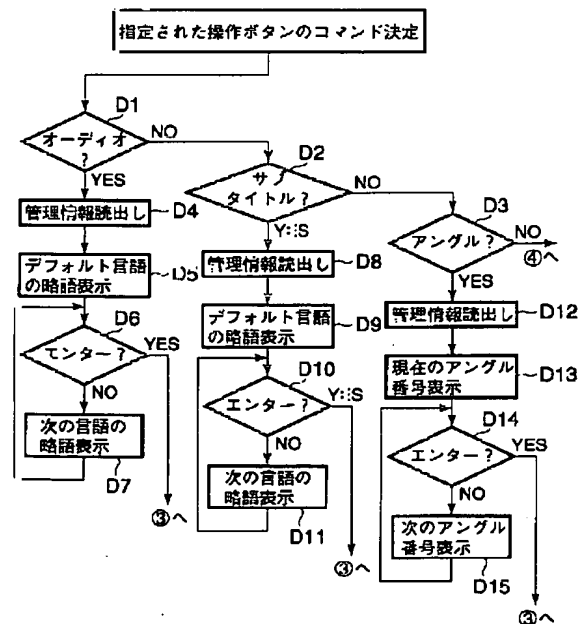 指定された操作ボタンのコマンド決定
D1
オーディオ
?
NO
YES
管理情報読出し
D4
デフォルト言語
の略語表示
D5
D6
エンター?
YES
NO
次の言語の
略語表示
D7
③へ
D2
サブ
タイトル?
NO
YES
管理情報読出し
D8
デフォルト言語
の略語表示
D9
D10
エンター?
YES
NO
次の言語の
略語表示
D11
③へ
D3
アングル?
NO
④へ
YES
管理情報読出し
D12
現在のアングル
番号表示
D13
D14
エンター?
YES
NO
次のアングル
番号表示
D15
③へ